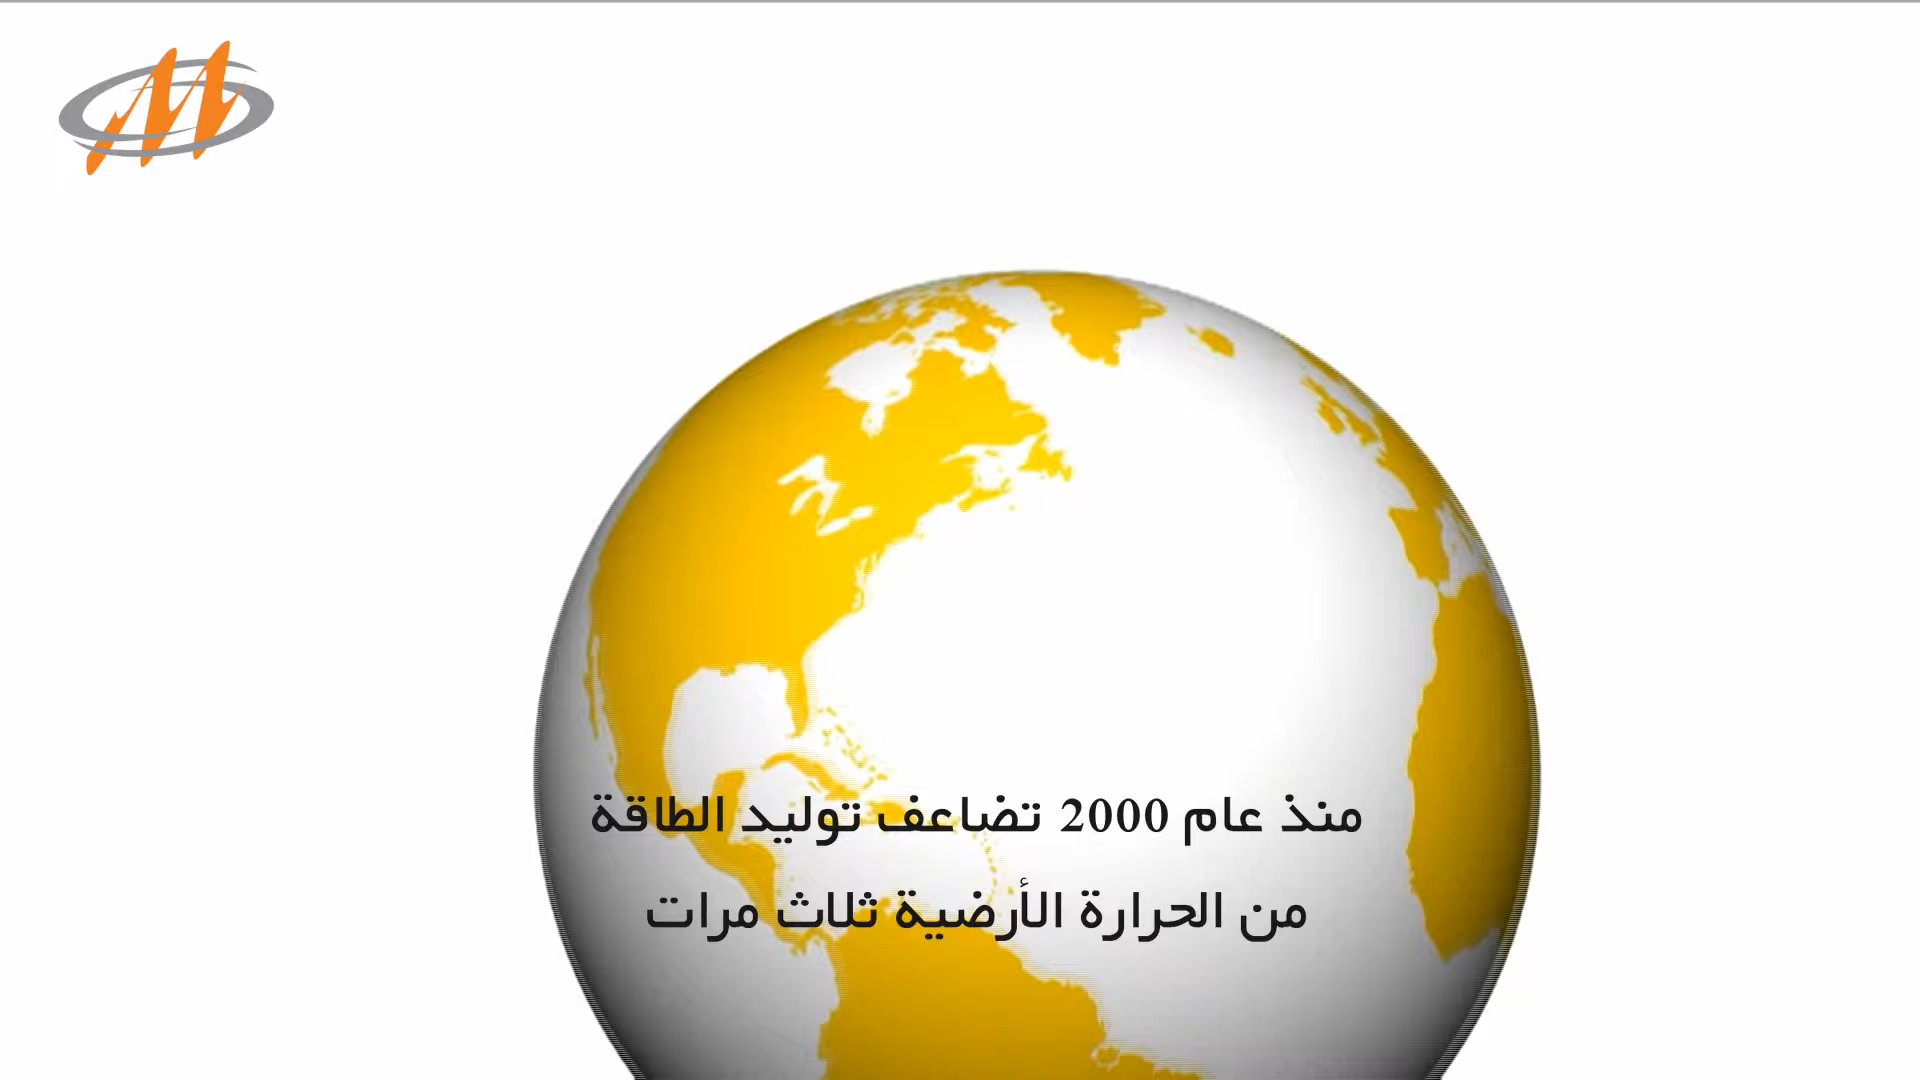 منذ عام 2000 تضاعف توليد الطاقة
من الحرارة الأرضية ثلاث مرات